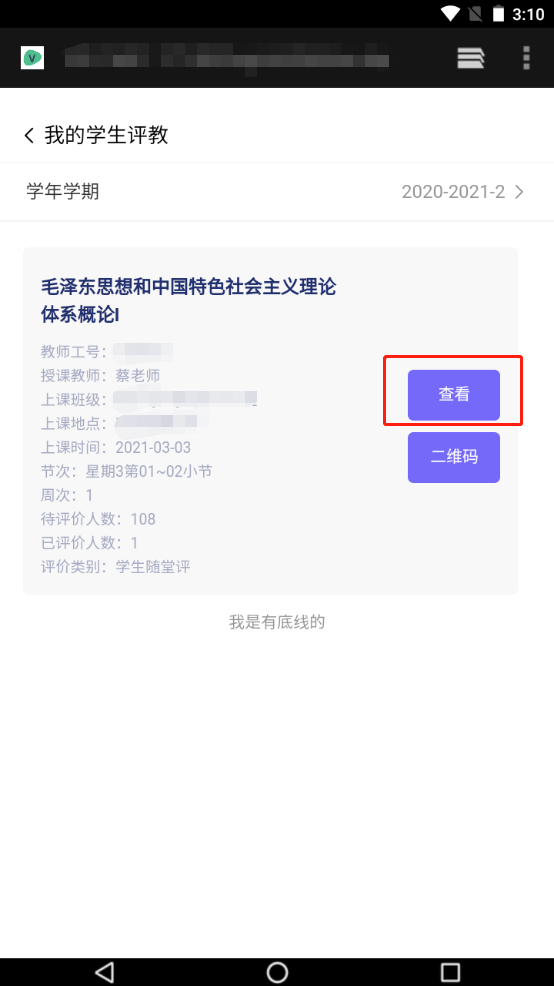 3:10
V
我的学生评教
学年学期 2020-2021-2
毛泽东思想和中国特色社会主义理论
体系概论I
教师工号：
授课教师：蔡老师
上课班级：
上课地点：
上课时间：2021-03-03
节次：星期3第01~02小节
周次：1
待评价人数：108
已评价人数：1
评价类别：学生随堂评
查看
二维码
我是有底线的